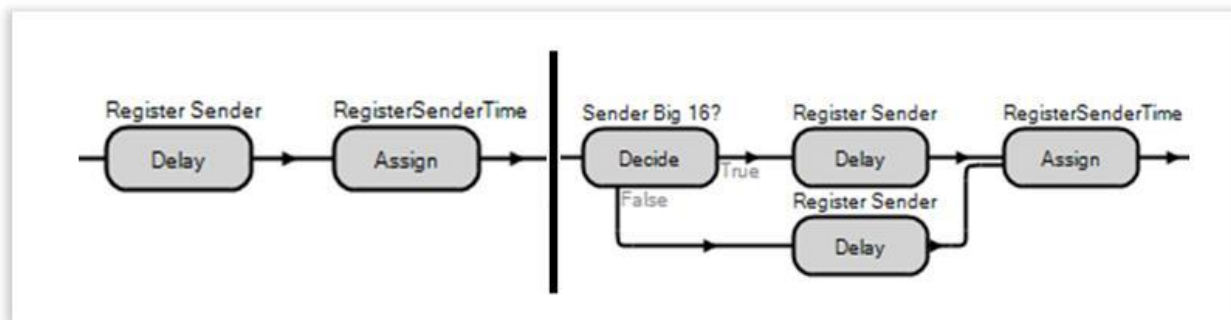 Register Sender
Delay
RegisterSenderTime
Assign
Sender Big 16?
Decide
True
False
Register Sender
Delay
Register Sender
Delay
RegisterSenderTime
Assign